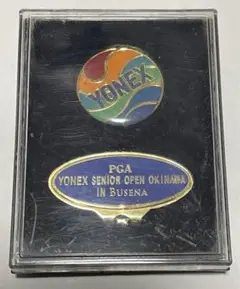 YONEX
PGA
YONEX SENIOR OPEN OKINAWA
IN BUSENA